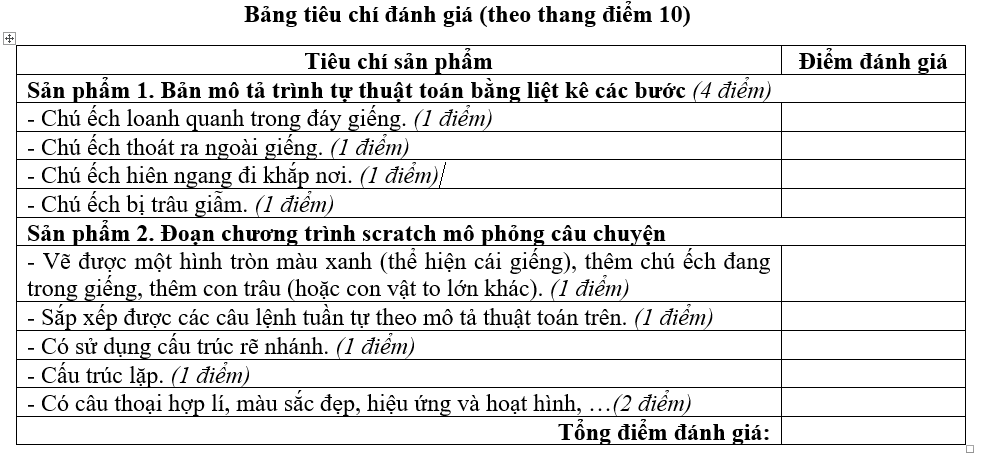 Bảng tiêu chí đánh giá (theo thang điểm 10)
Tiêu chí sản phẩm Điểm đánh giá
Sản phẩm 1. Bản mô tả trình tự thuật toán bằng liệt kê các bước (4 điểm)
- Chú ếch loanh quanh trong đáy giếng. (1 điểm)
- Chú ếch thoát ra ngoài giếng. (1 điểm)
- Chú ếch hiên ngang đi khắp nơi. (1 điểm)
- Chú ếch bị trâu giẫm. (1 điểm)
Sản phẩm 2. Đoạn chương trình scratch mô phỏng câu chuyện
- Vẽ được một hình tròn màu xanh (thể hiện cái giếng), thêm chú ếch đang
trong giếng, thêm con trâu (hoặc con vật to lớn khác). (1 điểm)
- Sắp xếp được các câu lệnh tuần tự theo mô tả thuật toán trên. (1 điểm)
- Có sử dụng cấu trúc rẽ nhánh. (1 điểm)
- Cấu trúc lặp. (1 điểm)
- Có câu thoại hợp lí, màu sắc đẹp, hiệu ứng và hoạt hình, …(2 điểm)
Tổng điểm đánh giá: